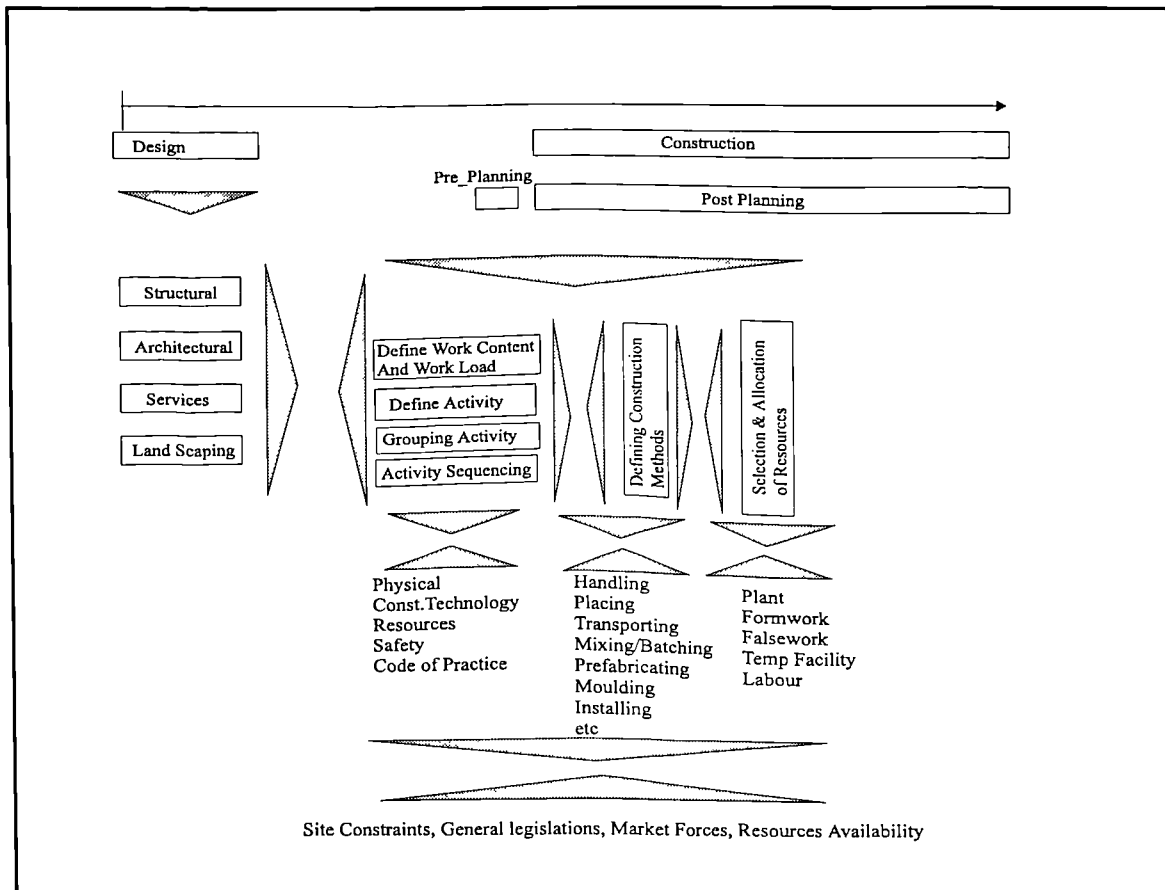 Design
Construction
Pre_Planning
Post Planning
Structural
Architectural
Services
Land Scaping
Define Work Content
And Work Load
Define Activity
Grouping Activity
Activity Sequencing
Defining Construction
Methods
Selection & Allocation
of Resources
Physical
Const.Technology
Resources
Safety
Code of Practice
Handling
Placing
Transporting
Mixing/Batching
Prefabricating
Moulding
Installing
etc
Plant
Formwork
Falsework
Temp Facility
Labour
Site Constraints, General legislations, Market Forces, Resources Availability